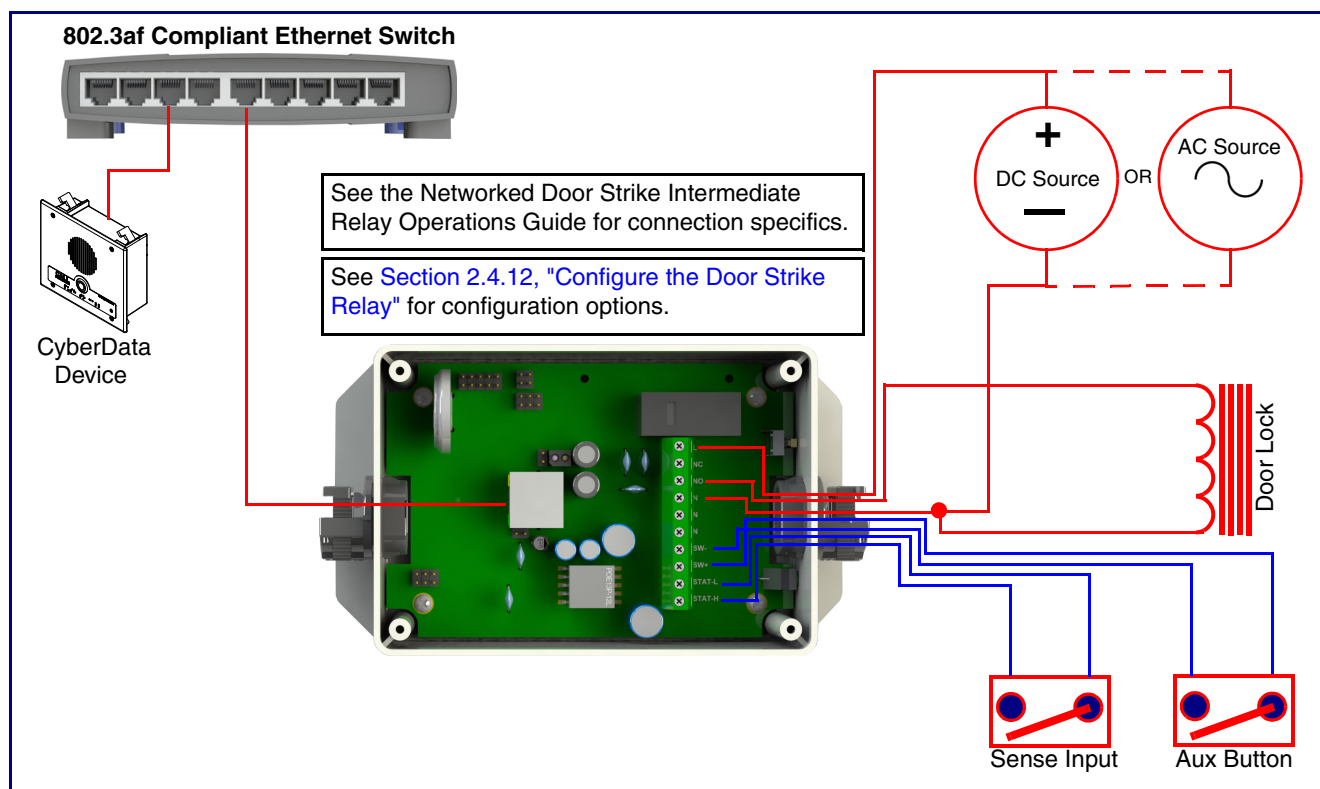 802.3af Compliant Ethernet Switch
CyberData
Device
See the Networked Door Strike Intermediate
Relay Operations Guide for connection specifics.
See Section 2.4.12, "Configure the Door Strike
Relay" for configuration options.
+
DC Source
—
OR
AC Source
Door Lock
L
NC
NO
N
N
N
SW-
SW+
STAT-L
STAT-H
Sense Input
Aux Button